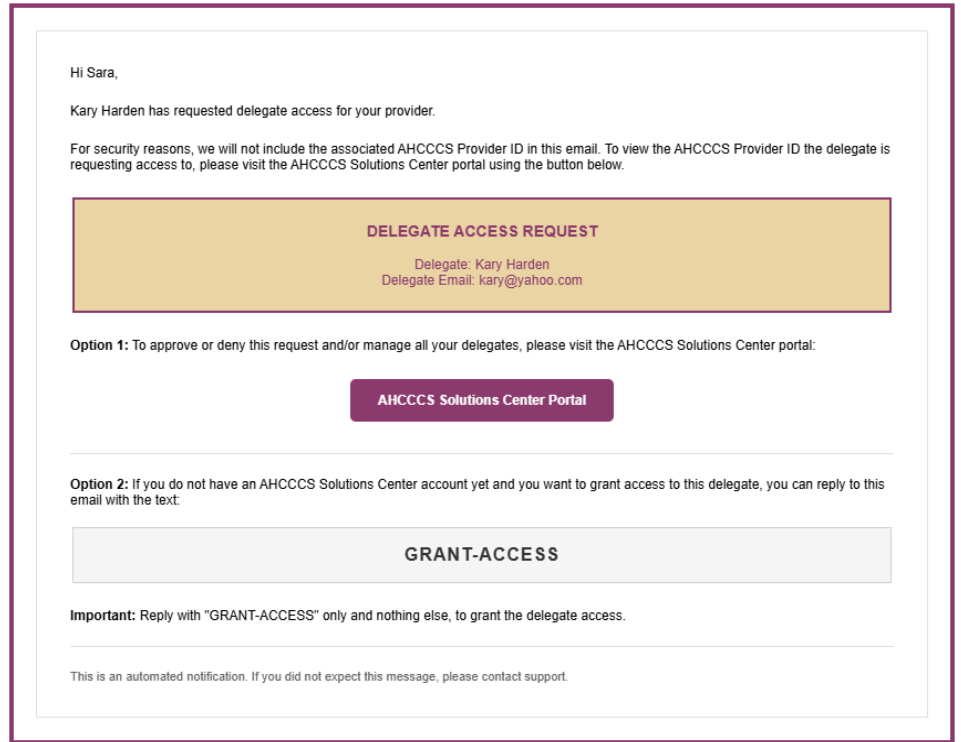 Hi Sara,
Kary Harden has requested delegate access for your provider.
For security reasons, we will not include the associated AHCCCS Provider ID in this email. To view the AHCCCS Provider ID the delegate is
requesting access to, please visit the AHCCCS Solutions Center portal using the button below.
DELEGATE ACCESS REQUEST
Delegate: Kary Harden
Delegate Email: kary@yahoo.com
Option 1: To approve or deny this request and/or manage all your delegates, please visit the AHCCCS Solutions Center portal:
AHCCCS Solutions Center Portal
Option 2: If you do not have an AHCCCS Solutions Center account yet and you want to grant access to this delegate, you can reply to this
email with the text:
GRANT-ACCESS
Important: Reply with "GRANT-ACCESS" only and nothing else, to grant the delegate access.
This is an automated notification. If you did not expect this message, please contact support.